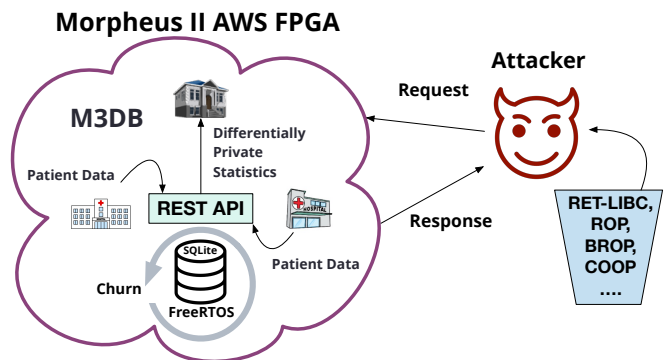 Morpheus II AWS FPGA
Attacker
Request
M3DB
Differentially
Private
Statistics
Patient Data
REST API
HOSPITAL
RET-LIBC,
ROP,
BROP,
COOP
....
Response
SQLite
Patient Data
Churn
FreeRTOS